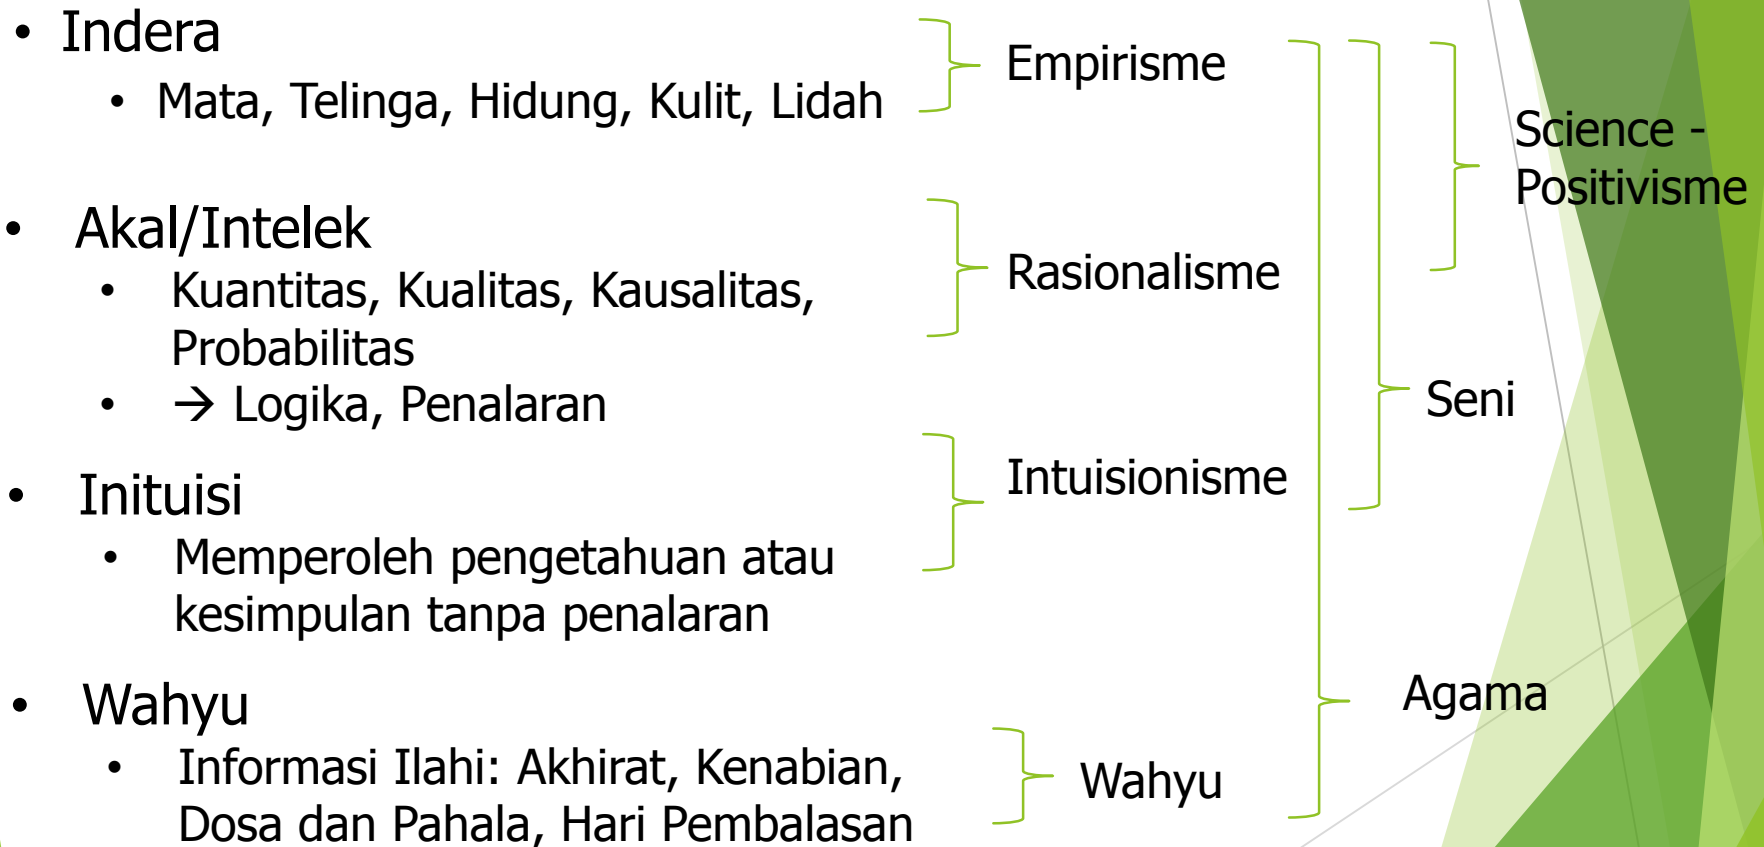 • Indera
• Mata, Telinga, Hidung, Kulit, Lidah
• Akal/Intelek
• Kuantitas, Kualitas, Kausalitas,
Probabilitas
• → Logika, Penalaran
• Inituisi
• Memperoleh pengetahuan atau
kesimpulan tanpa penalaran
• Wahyu
• Informasi Ilahi: Akhirat, Kenabian,
Dosa dan Pahala, Hari Pembalasan
Empirisme
Rasionalisme
Intuisionisme
Wahyu
Science -
Positivisme
Seni
Agama